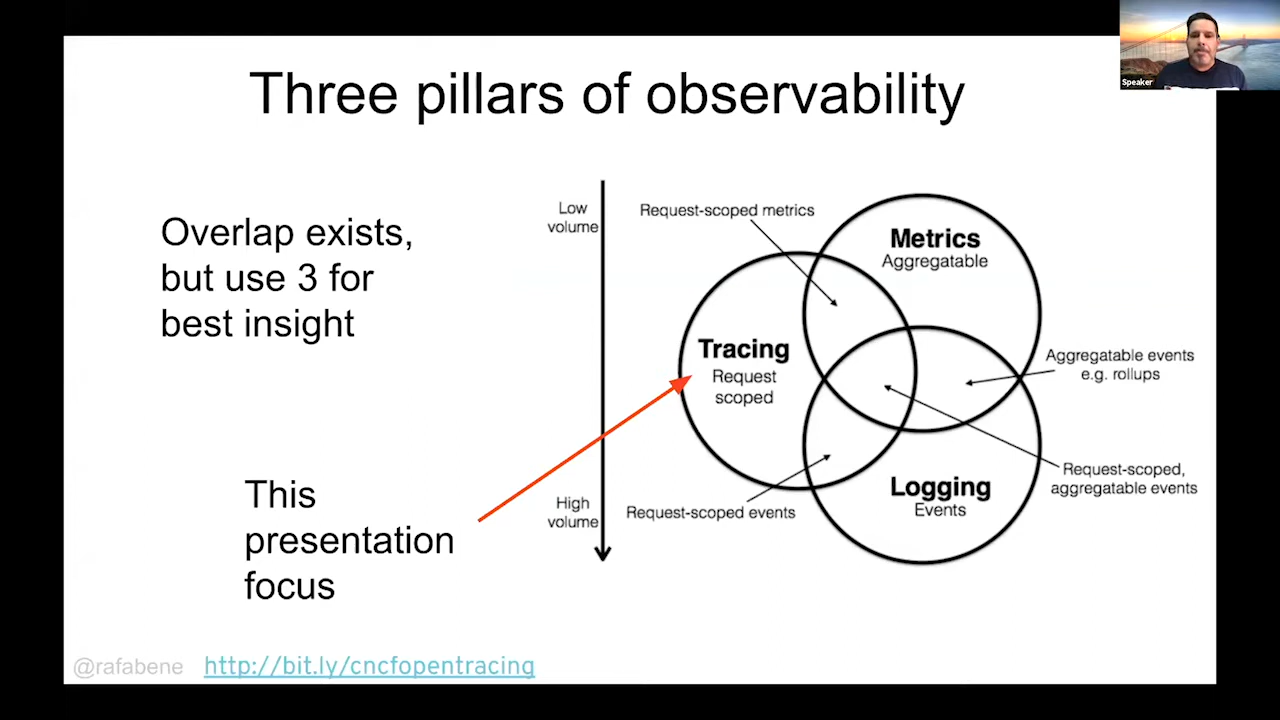 Speaker
Three pillars of observability
Overlap exists,
but use 3 for
best insight
This
presentation
focus
Low
volume
High
volume
Request-scoped metrics
Metrics
Aggregatable
Tracing
Request
scoped
Aggregatable events
e.g. rollups
Request-scoped,
aggregatable events
Logging
Events
Request-scoped events
@rafabene http://bit.ly/cncfopentracing